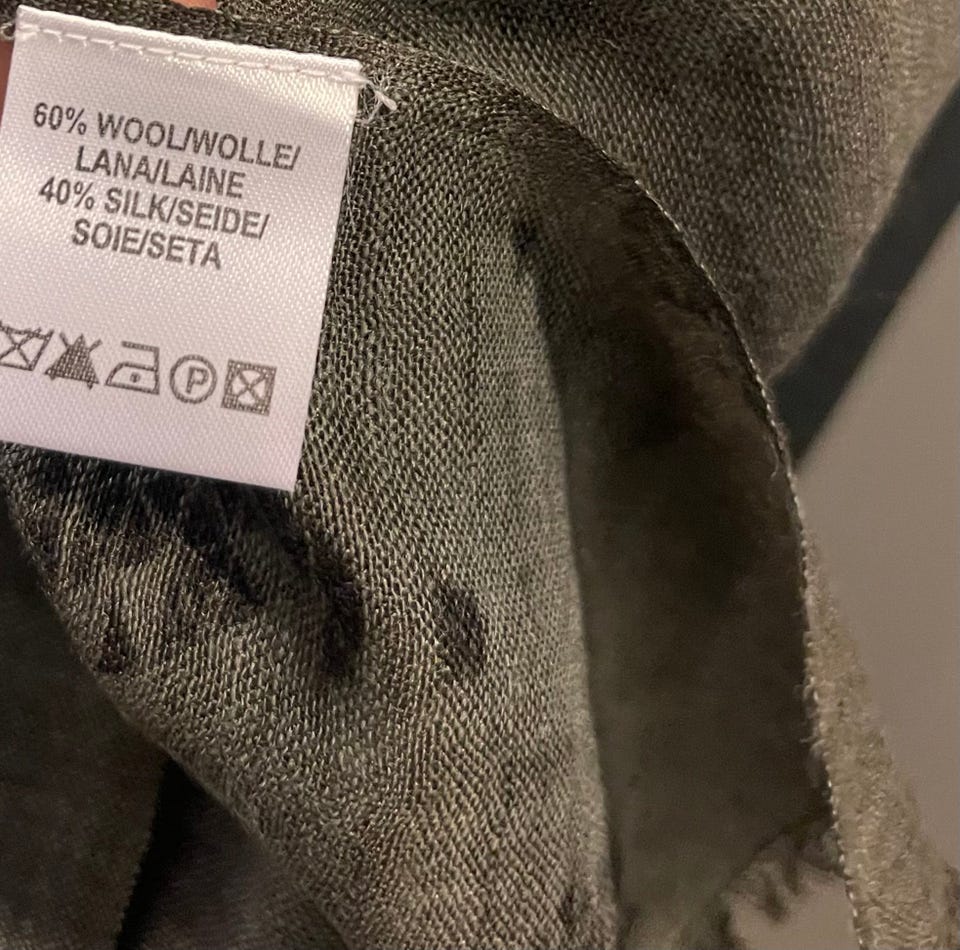 60% WOOL/WOLLE/
LANA/LAINE
40% SILK/SEIDE/
SOIE/SETA
P